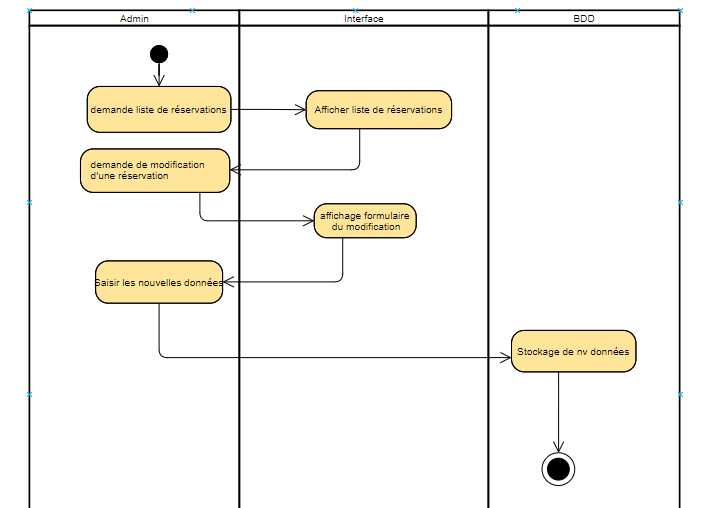 Admin
Interface
BDD
demande liste de réservations
Afficher liste de réservations
demande de modification
d'une réservation
affichage formulaire
du modification
Saisir les nouvelles données
Stockage de nv données